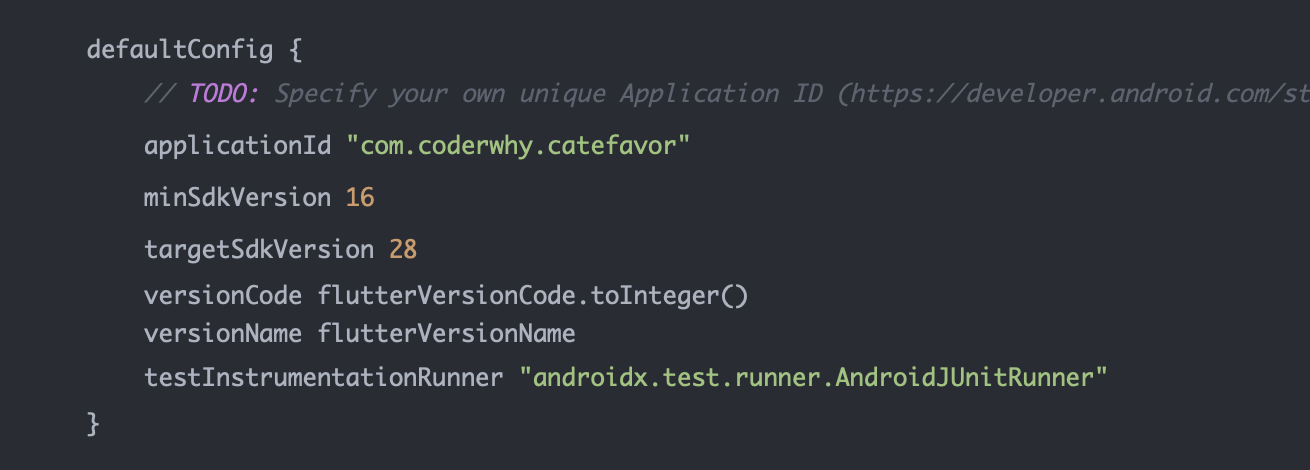 defaultConfig {
// TODO: Specify your own unique Application ID (https://developer.android.com/st
applicationId "com.coderwhy.catefavor"
minSdkVersion 16
targetSdkVersion 28
versionCode flutterVersionCode.toInteger()
versionName flutterVersionName
testInstrumentationRunner "androidx.test.runner.AndroidJUnitRunner"
}